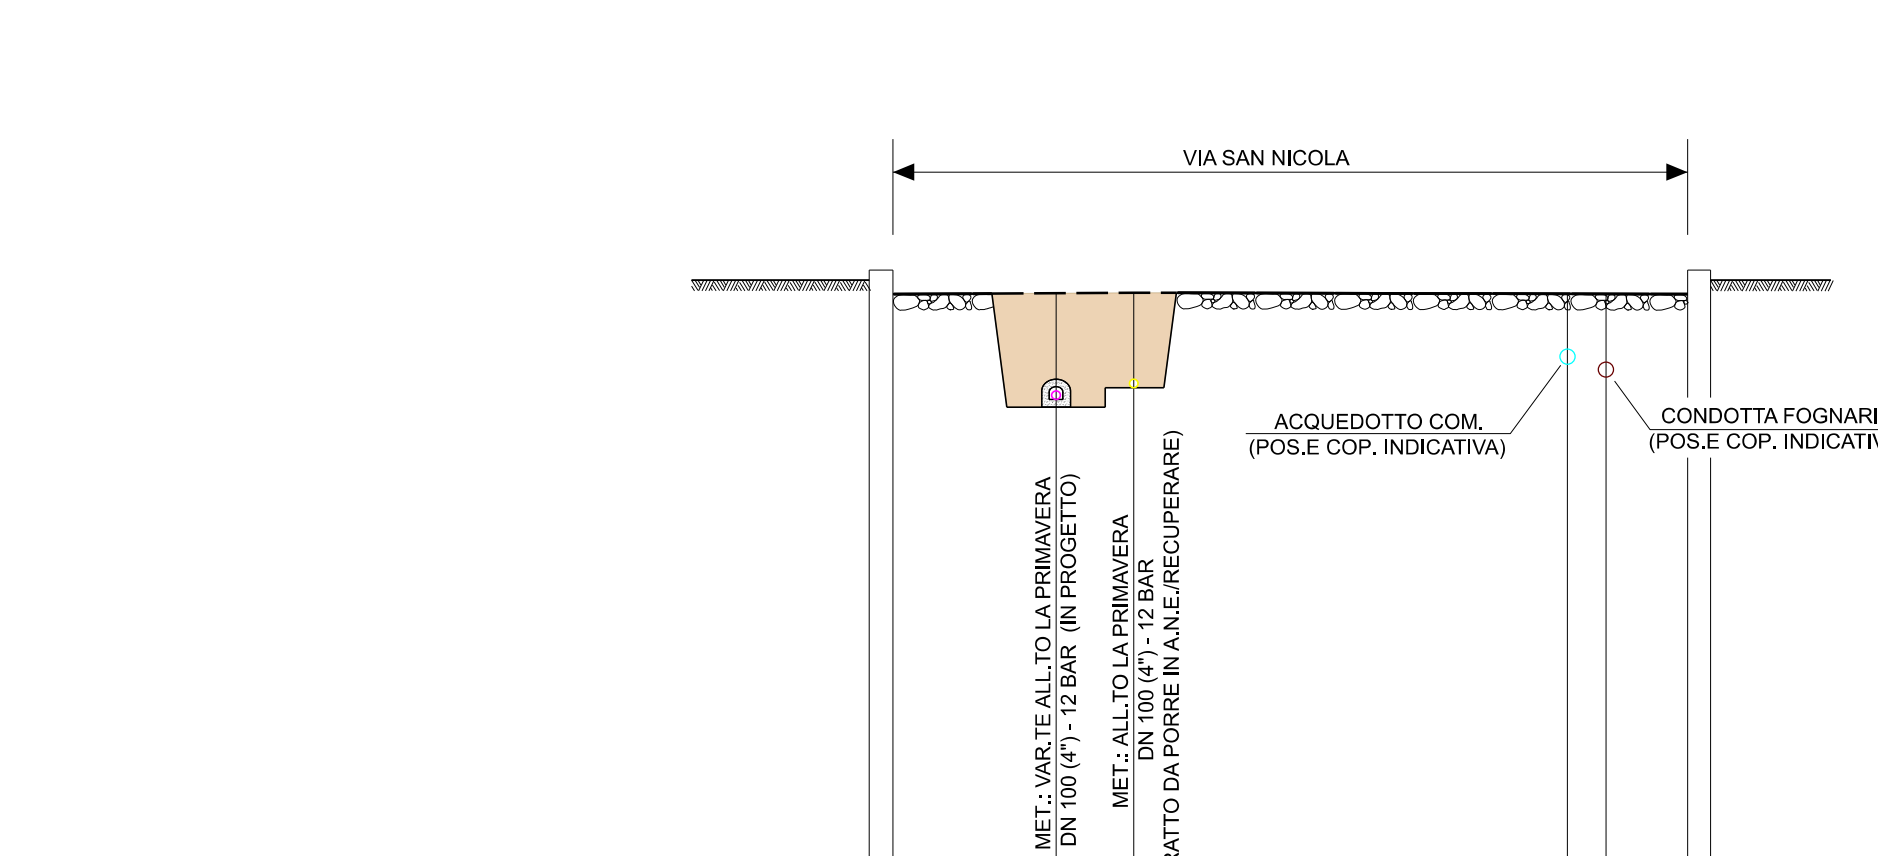 VIA SAN NICOLA
ACQUEDOTTO COM.
(POS.E COP. INDICATIVA)
CONDOTTA FOGNARI
(POS.E COP. INDICATIV
MET.: VAR.TE ALL.TO LA PRIMAVERA
DN 100 (4") - 12 BAR (IN PROGETTO)
MET.: ALL.TO LA PRIMAVERA
DN 100 (4") - 12 BAR
RATTO DA PORRE IN A.N.E./RECUPERARE)